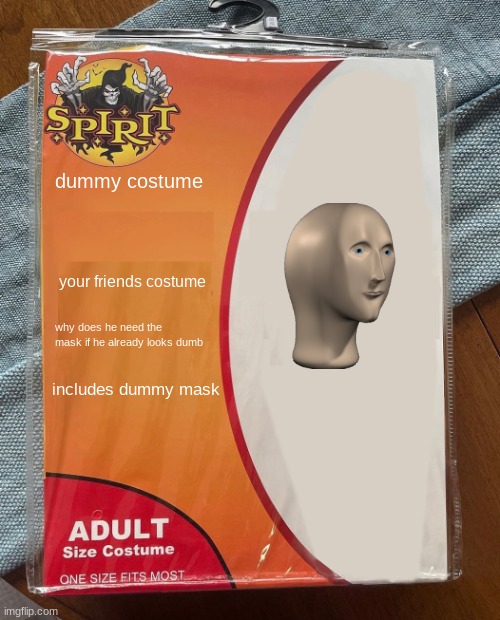 SPIRIT
dummy costume
your friends costume
why does he need the
mask if he already looks dumb
includes dummy mask
ADULT
Size Costume
ONE SIZE FITS MOST
imgflip.com